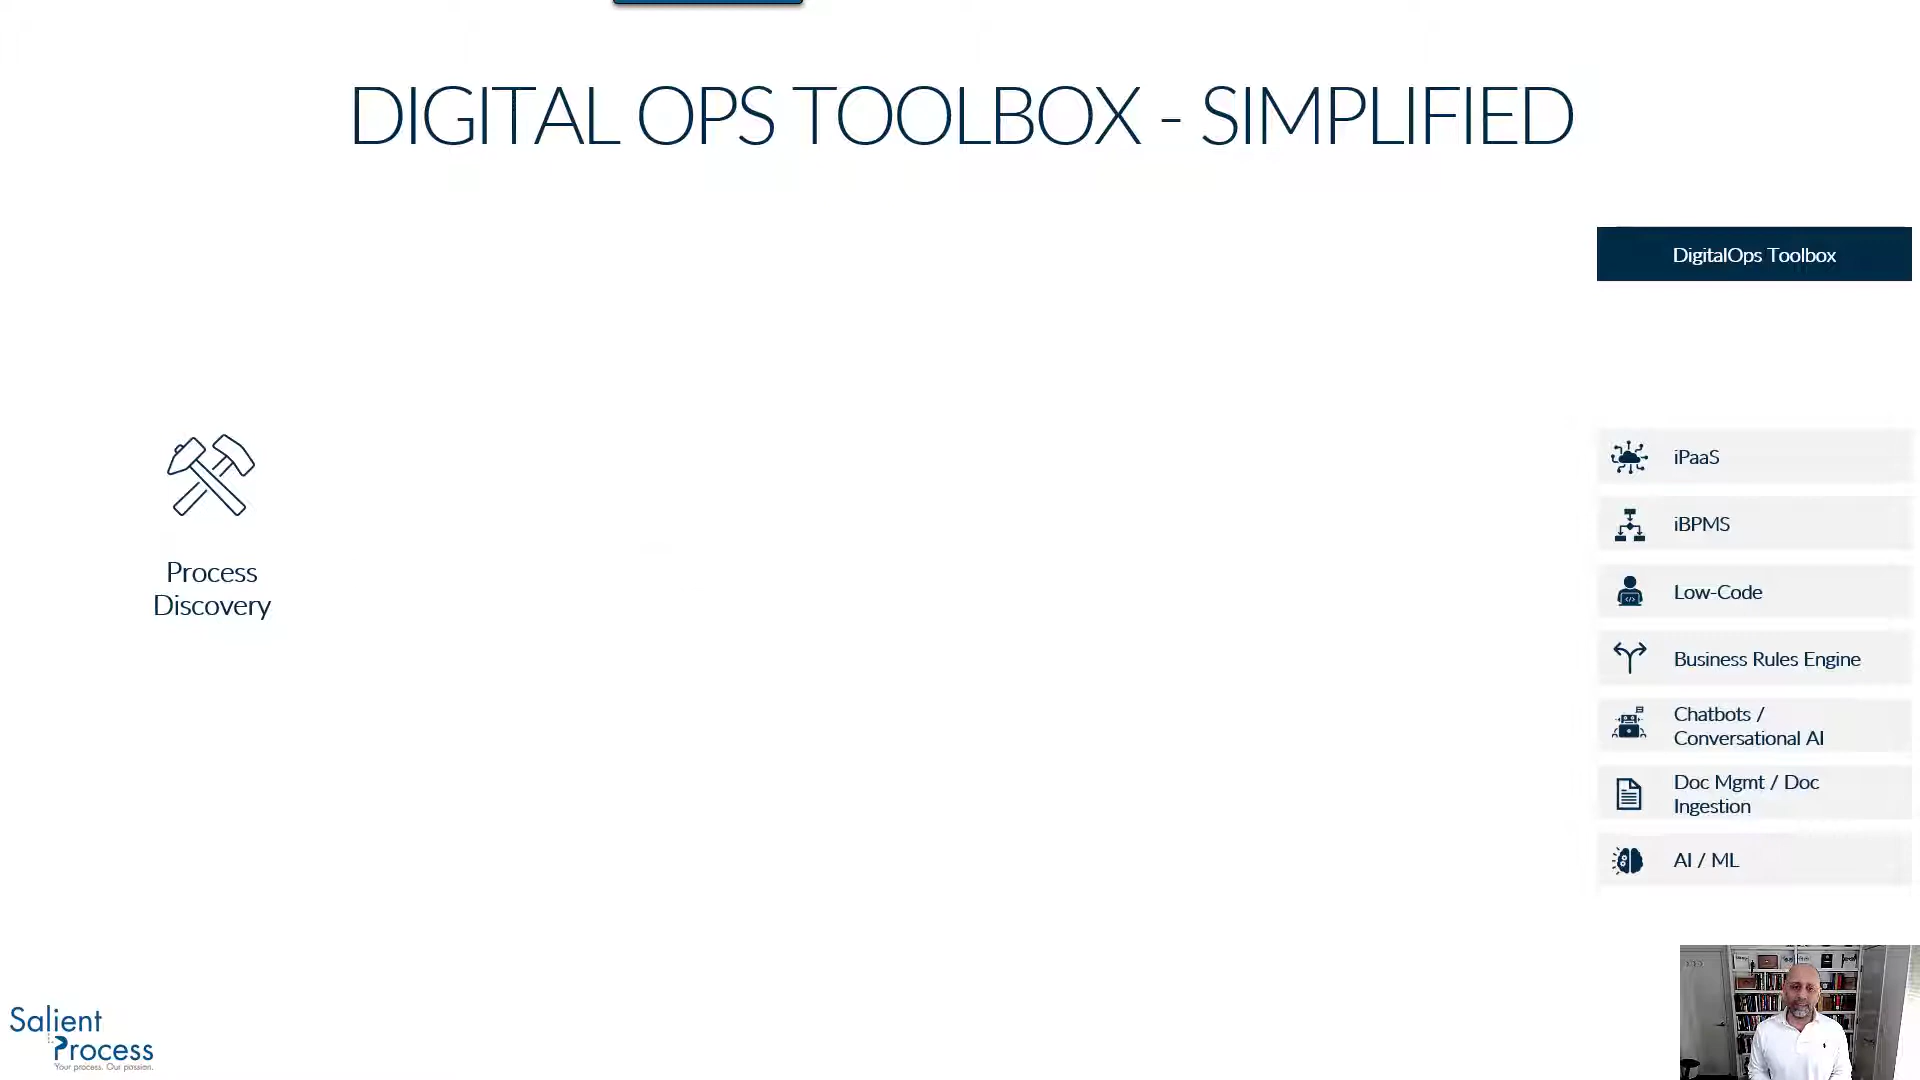 DIGITAL OPS TOOLBOX - SIMPLIFIED
DigitalOps Toolbox
Process
Discovery
iPaaS
iBPMS
Low-Code
Business Rules Engine
Chatbots /
Conversational AI
Doc Mgmt / Doc
Ingestion
AI / ML
Salient
Process
Your process. Our passion.